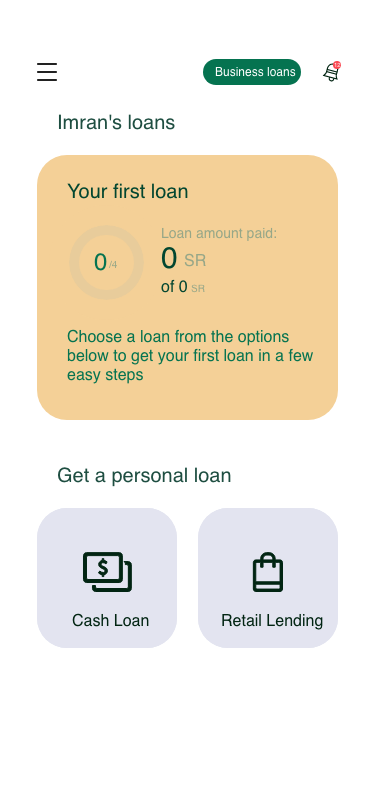 Business loans
Imran's loans
Your first loan
Loan amount paid:
0 /4
0 SR
of 0 SR
Choose a loan from the options
below to get your first loan in a few
easy steps
Get a personal loan
$
Cash Loan
Retail Lending